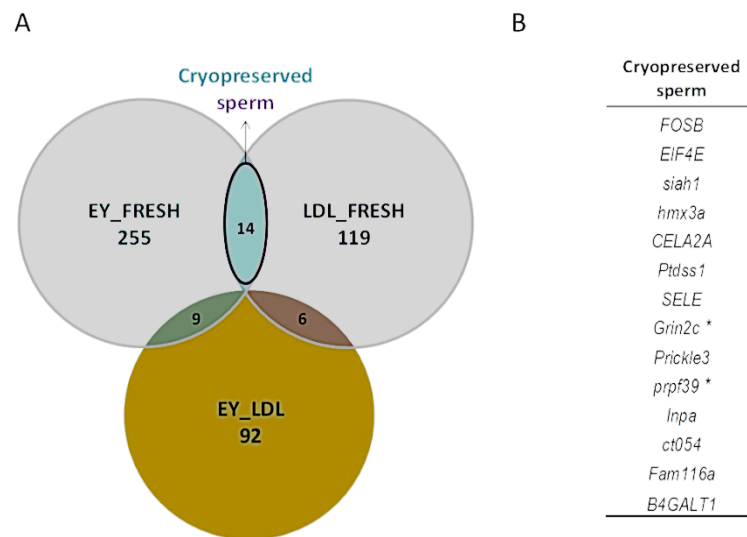 A
Cryopreserved
sperm
EY_FRESH
255
14
LDL_FRESH
119
9
6
EY_LDL
92
B
Cryopreserved
sperm
FOSB
EIF4E
siah1
hmx3a
CELA2A
Ptdss1
SELE
Grin2c *
Prickle3
prpf39 *
lnpa
ct054
Fam116a
B4GALT1